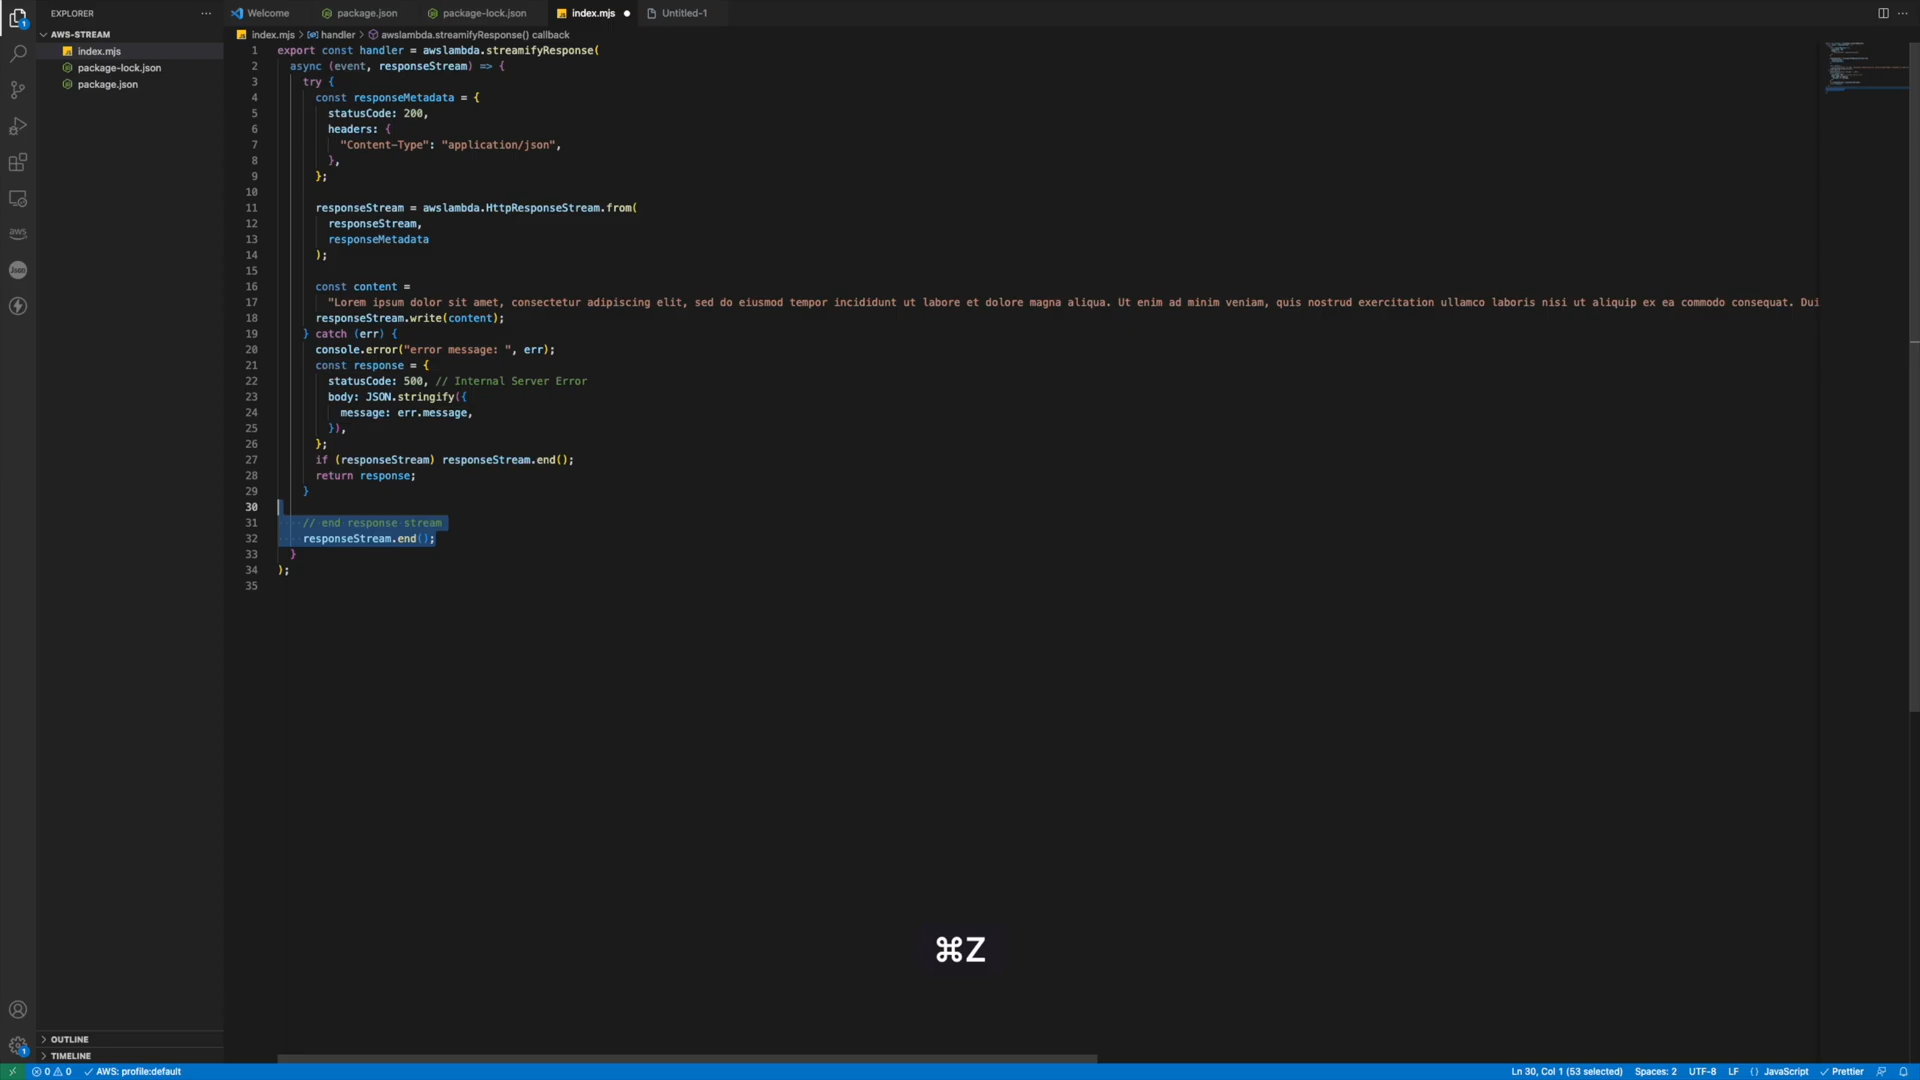 EXPLORER
Welcome
package.json
package-lock.json
index.mjs
Untitled-1
AWS-STREAM
index.mjs
package-lock.json
package.json
aws
Json
1
1
index.mjs > handler > awslambda.streamifyResponse() callback
1 export const handler = awslambda.streamifyResponse(
2 async (event, responseStream) => {
3 try {
4 const responseMetadata = {
5 statusCode: 200,
6 headers: {
7 "Content-Type": "application/json",
8 },
9 };
10
11 responseStream = awslambda.HttpResponseStream.from(
12 responseStream,
13 responseMetadata
14 );
15
16 const content =
17 "Lorem ipsum dolor sit amet, consectetur adipiscing elit, sed do eiusmod tempor incididunt ut labore et dolore magna aliqua. Ut enim ad minim veniam, quis nostrud exercitation ullamco laboris nisi ut aliquip ex ea commodo consequat. Dui
18 responseStream.write(content);
19 } catch (err) {
20 console.error("error message: ", err);
21 const response = {
22 statusCode: 500, // Internal Server Error
23 body: JSON.stringify({
24 message: err.message,
25 }),
26 };
27 if (responseStream) responseStream.end();
28 return response;
29 }
30
31 // end response stream
32 responseStream.end();
33 }
34 );
35
⌘Z
OUTLINE
TIMELINE
0 0 AWS: profile:default
Ln 30, Col 1 (53 selected) Spaces: 2 UTF-8 LF {} JavaScript Prettier